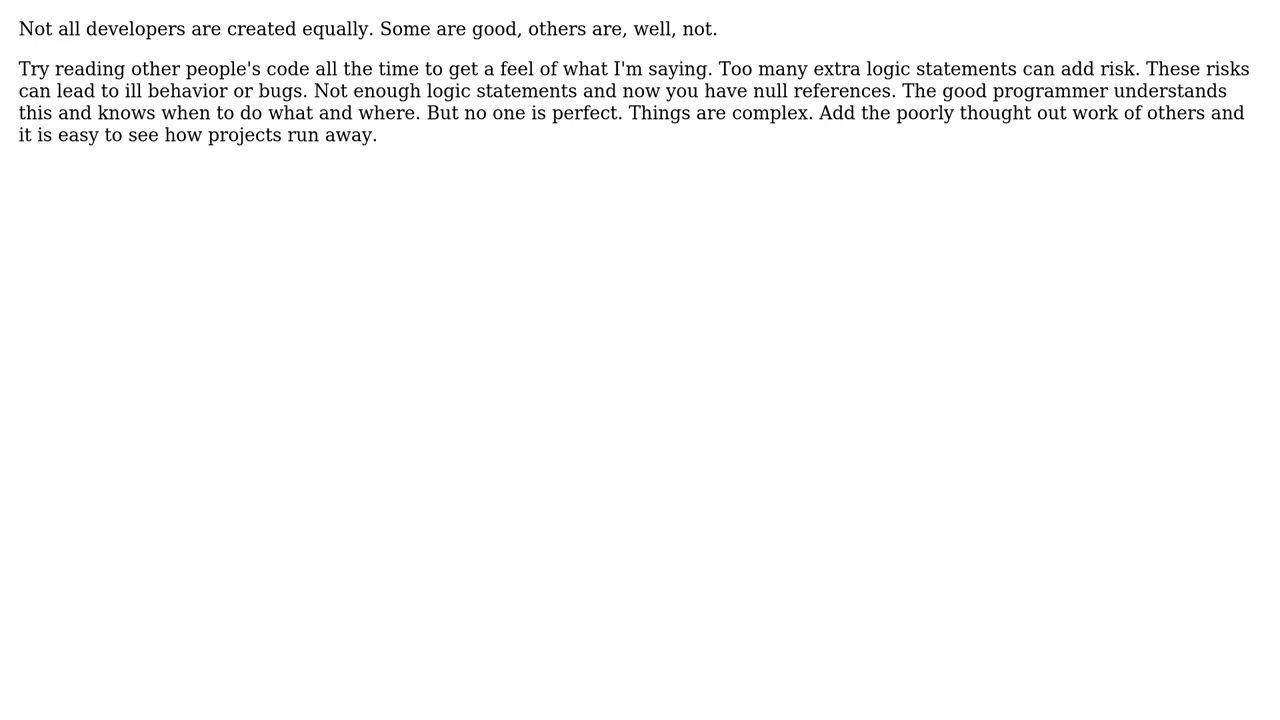 Not all developers are created equally. Some are good, others are, well, not.
Try reading other people's code all the time to get a feel of what I'm saying. Too many extra logic statements can add risk. These risks
can lead to ill behavior or bugs. Not enough logic statements and now you have null references. The good programmer understands
this and knows when to do what and where. But no one is perfect. Things are complex. Add the poorly thought out work of others and
it is easy to see how projects run away.